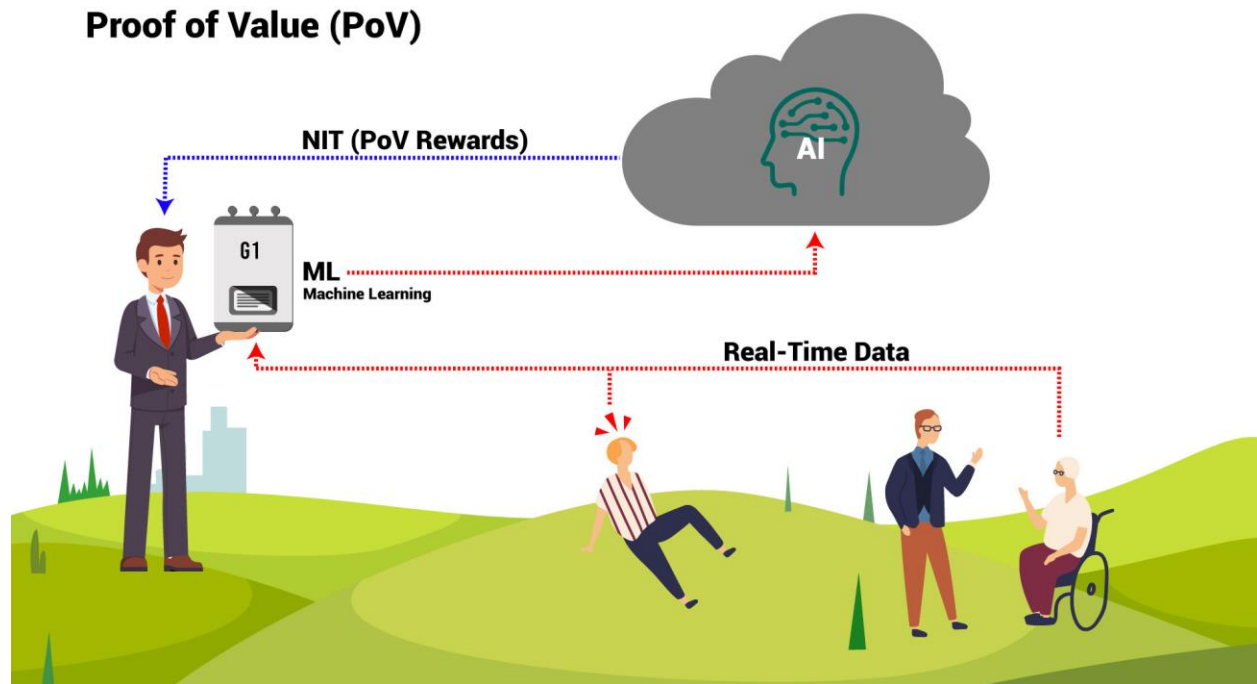 Proof of Value (PoV)
NIT (PoV Rewards)
AI
G1
ML
Machine Learning
Real-Time Data